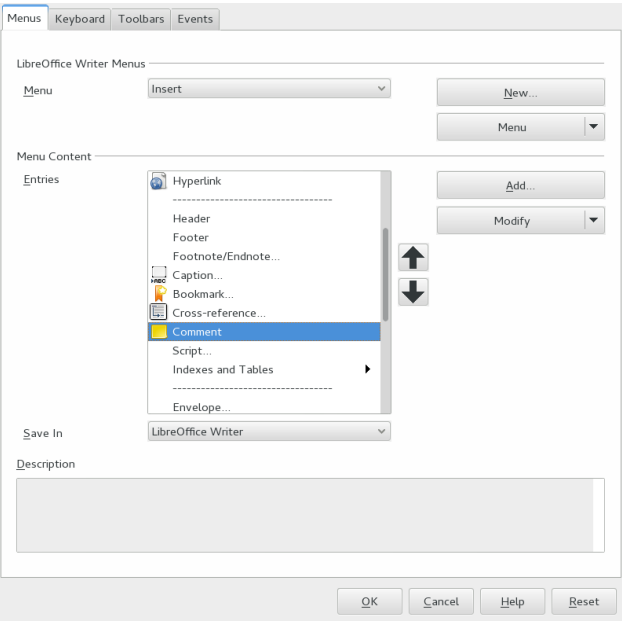 Menus Keyboard Toolbars Events
LibreOffice Writer Menus
Menu Insert New...
Menu
Menu Content
Entries Hyperlink Add...
---------------------------------
Header Modify
Footer
Footnote/Endnote...
Caption...
Bookmark...
Cross-reference...
Comment
Script...
Indexes and Tables
---------------------------------
Envelope...
Save In LibreOffice Writer
Description
OK Cancel Help Reset